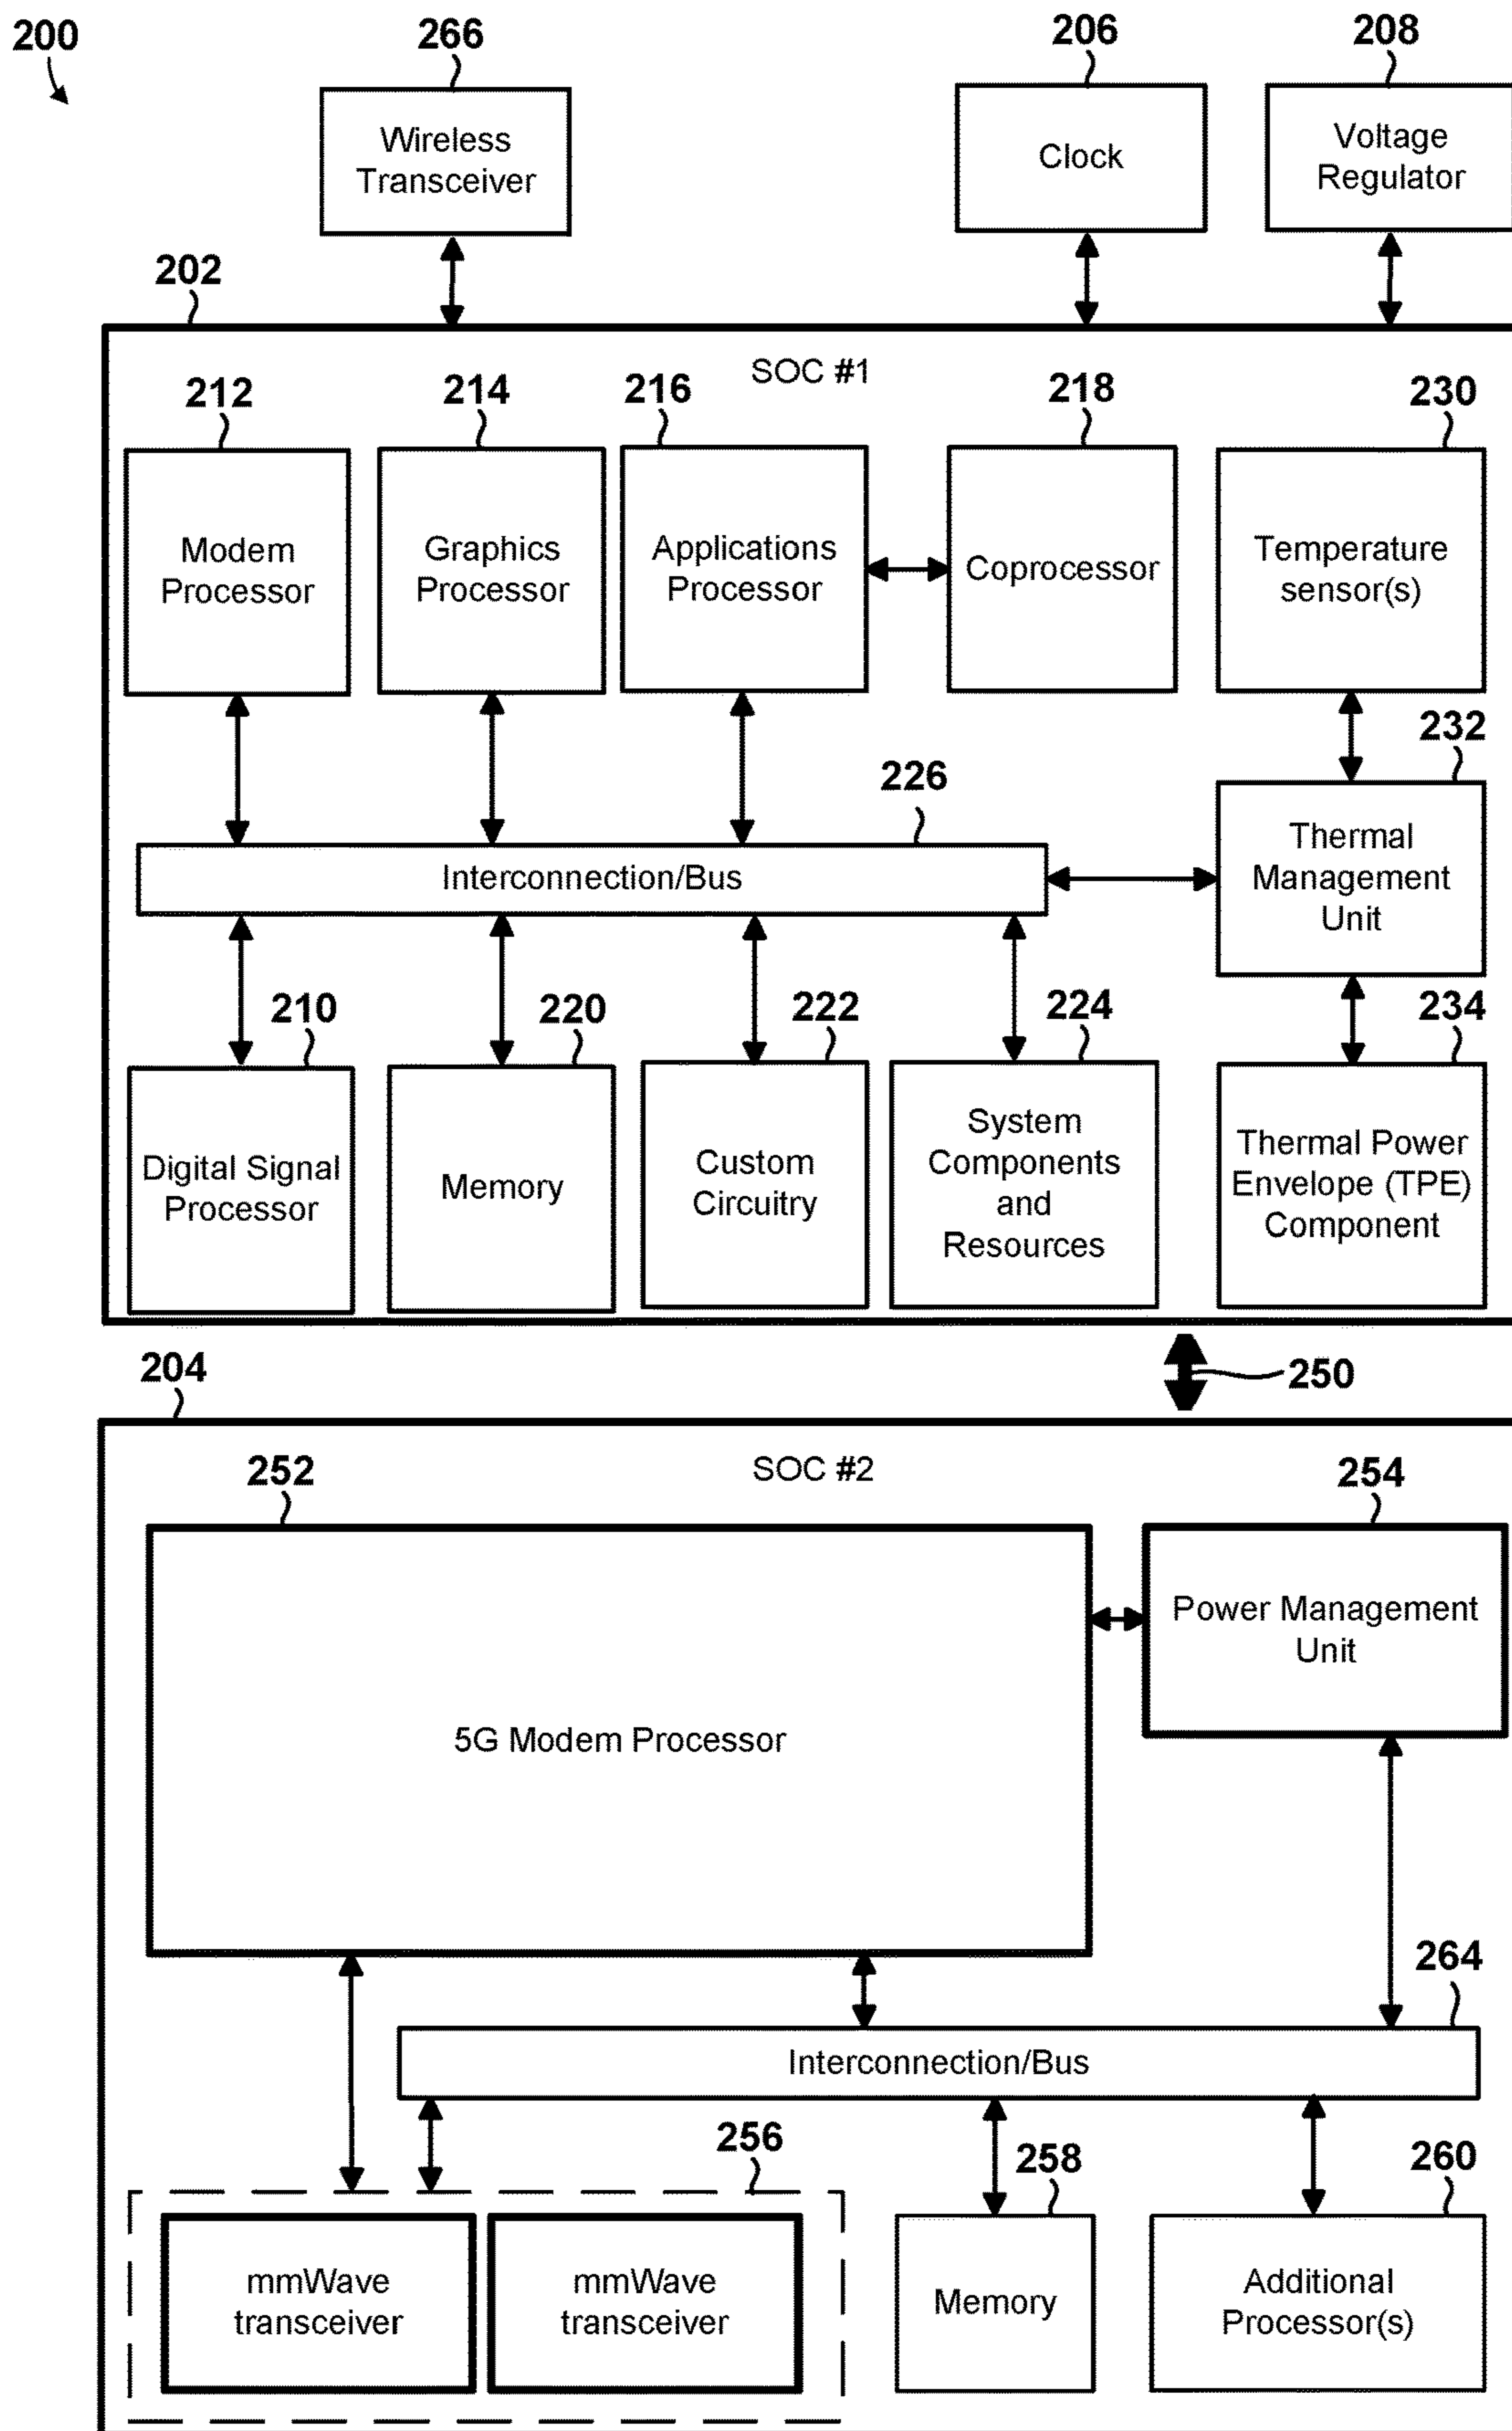 200
266
206
208
Wireless
Transceiver
Clock
Voltage
Regulator
202
SOC #1
212
214
216
218
230
Modem
Processor
Graphics
Processor
Applications
Processor
Coprocessor
Temperature
sensor(s)
232
226
Interconnection/Bus
Thermal
Management
Unit
210
220
222
224
234
Digital Signal
Processor
Memory
Custom
Circuitry
System
Components
and
Resources
Thermal Power
Envelope (TPE)
Component
204
250
SOC #2
252
254
5G Modem Processor
Power Management
Unit
264
Interconnection/Bus
256
258
260
mmWave
transceiver
mmWave
transceiver
Memory
Additional
Processor(s)